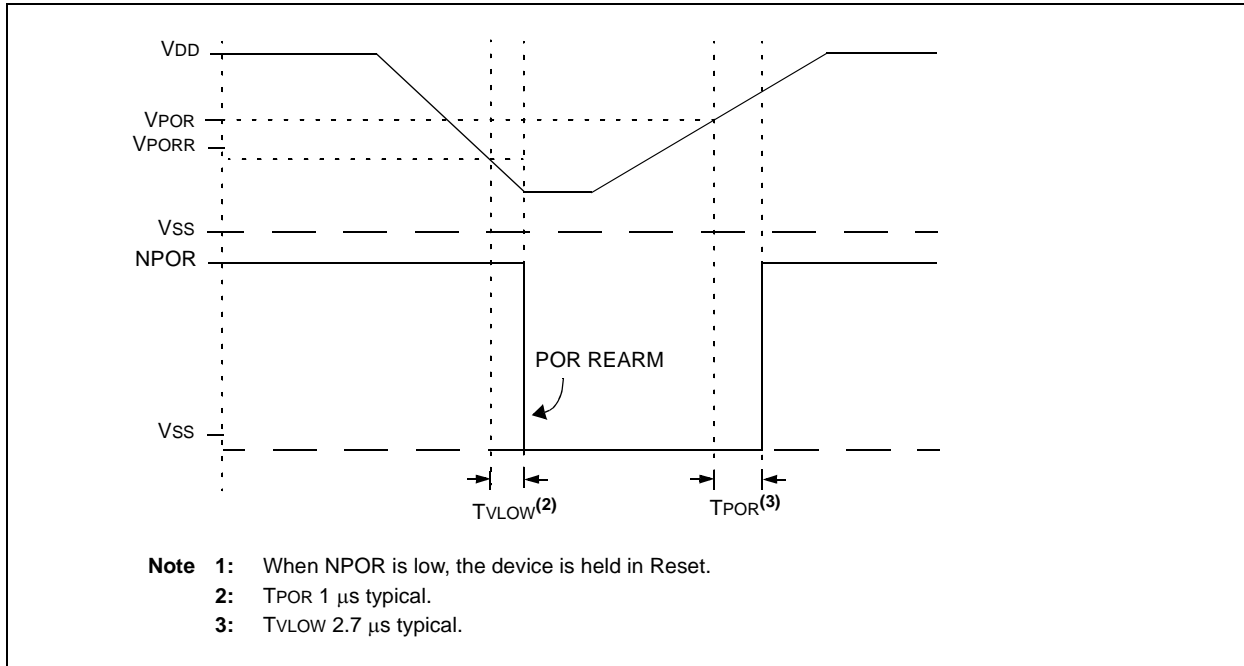 VDD
VPOR
VPORR
VSS
NPOR
POR REARM
VSS
TVLOW(2)
TPOR(3)
Note 1: When NPOR is low, the device is held in Reset.
2: TPOR 1 μs typical.
3: TVLOW 2.7 μs typical.